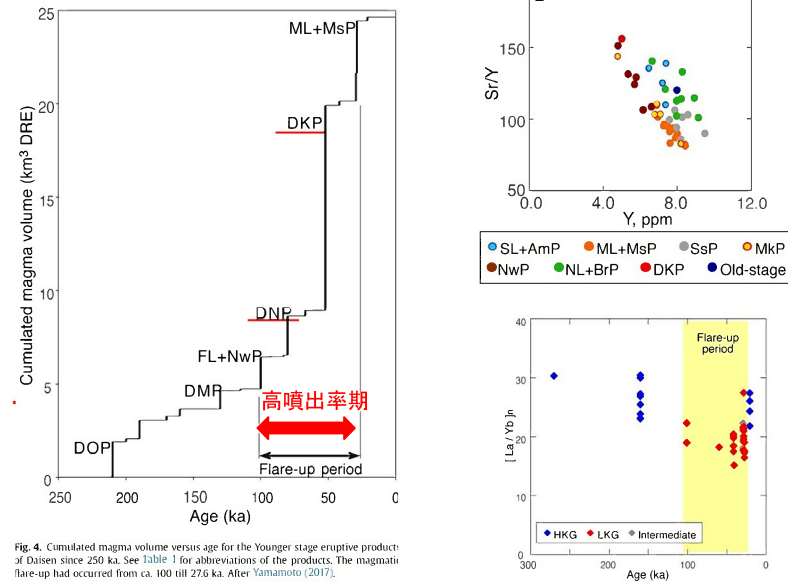 Cumulated magma volume (km³ DRE)
25
20
15
10
5
0
ML+MsP
DKP
DNP
FL+NwP
DMP
DOP
高噴出率期
Flare-up period
250
200
150
100
50
0
Age (ka)
Fig. 4. Cumulated magma volume versus age for the Younger stage eruptive products
of Daisen since 250 ka. See Table 1 for abbreviations of the products. The magmatic
flare-up had occurred from ca. 100 till 27.6 ka. After Yamamoto (2017).
Sr/Y
150
100
50
0.0
4.0
8.0
12.0
Y, ppm
SL+AmP
ML+MsP
SsP
MkP
NwP
NL+BrP
DKP
Old-stage
[ La / Yb ]n
40
30
20
10
0
Flare-up
period
HKG
LKG
Intermediate
300
200
100
0
Age (ka)